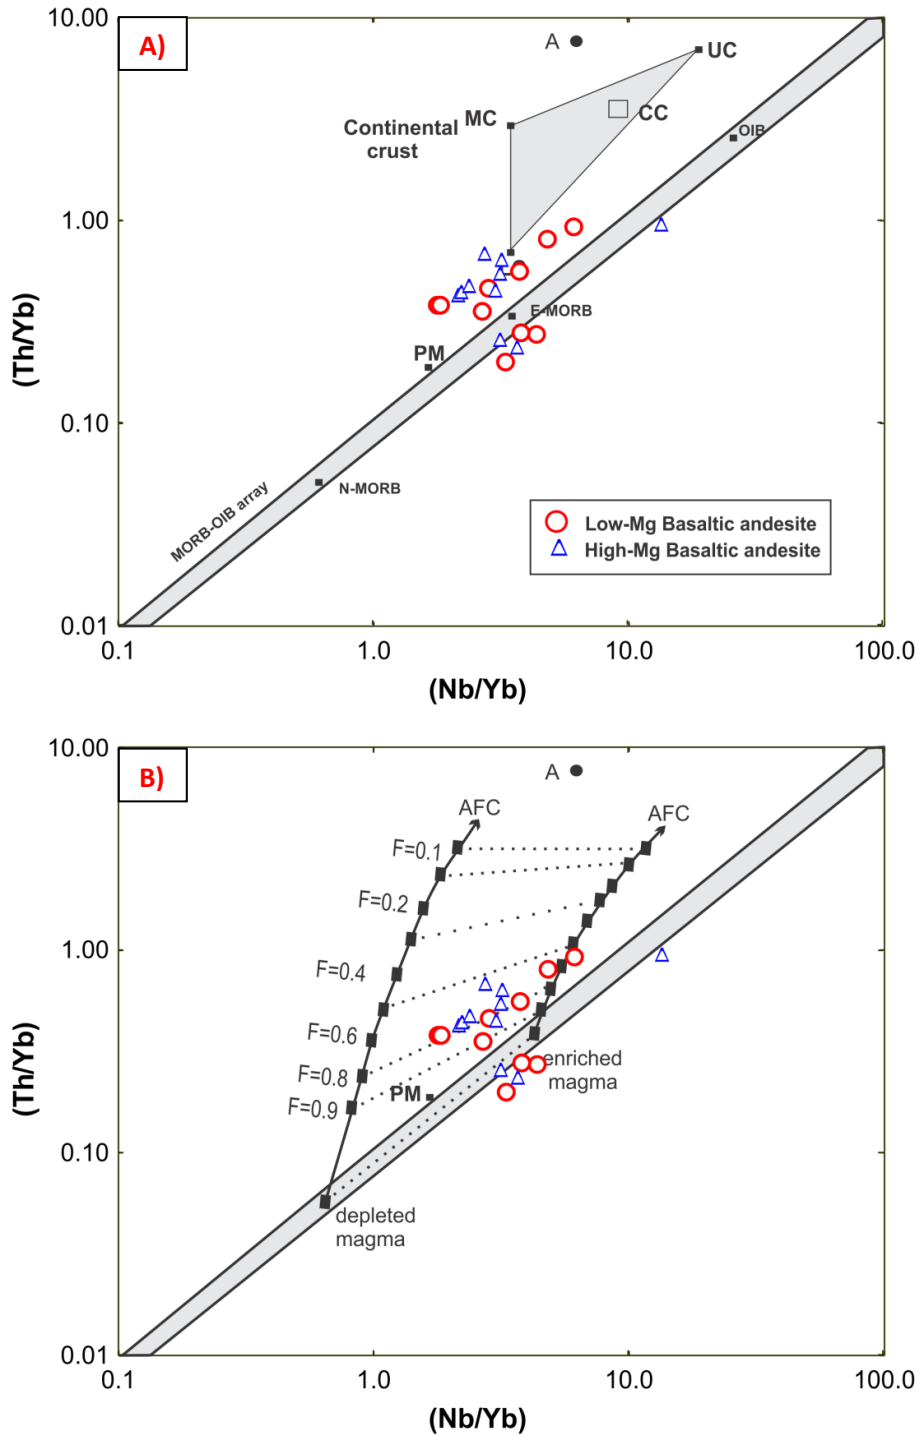 A)
10.00
1.00
0.10
0.01
(Th/Yb)
A
UC
MC
CC
Continental
crust
OIB
E-MORB
PM
N-MORB
MORB-OIB array
Low-Mg Basaltic andesite
High-Mg Basaltic andesite
0.1
1.0
10.0
100.0
(Nb/Yb)
B)
10.00
1.00
0.10
0.01
(Th/Yb)
A
AFC
AFC
F=0.1
F=0.2
F=0.4
F=0.6
F=0.8
F=0.9
PM
enriched
magma
depleted
magma
0.1
1.0
10.0
100.0
(Nb/Yb)